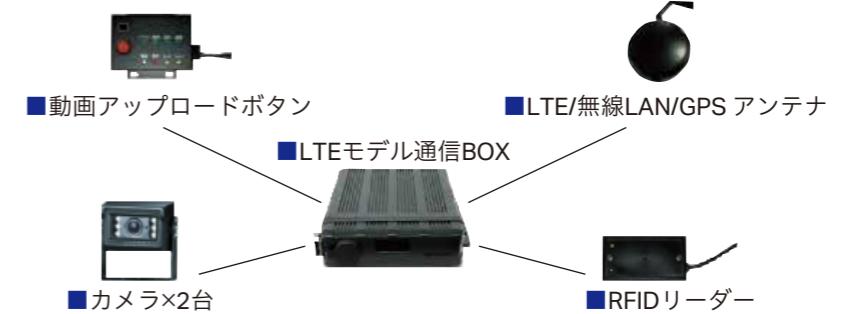 ■動画アップロードボタン
■LTE/無線LAN/GPS アンテナ
■LTEモデル通信BOX
■カメラ×2台
■RFIDリーダー